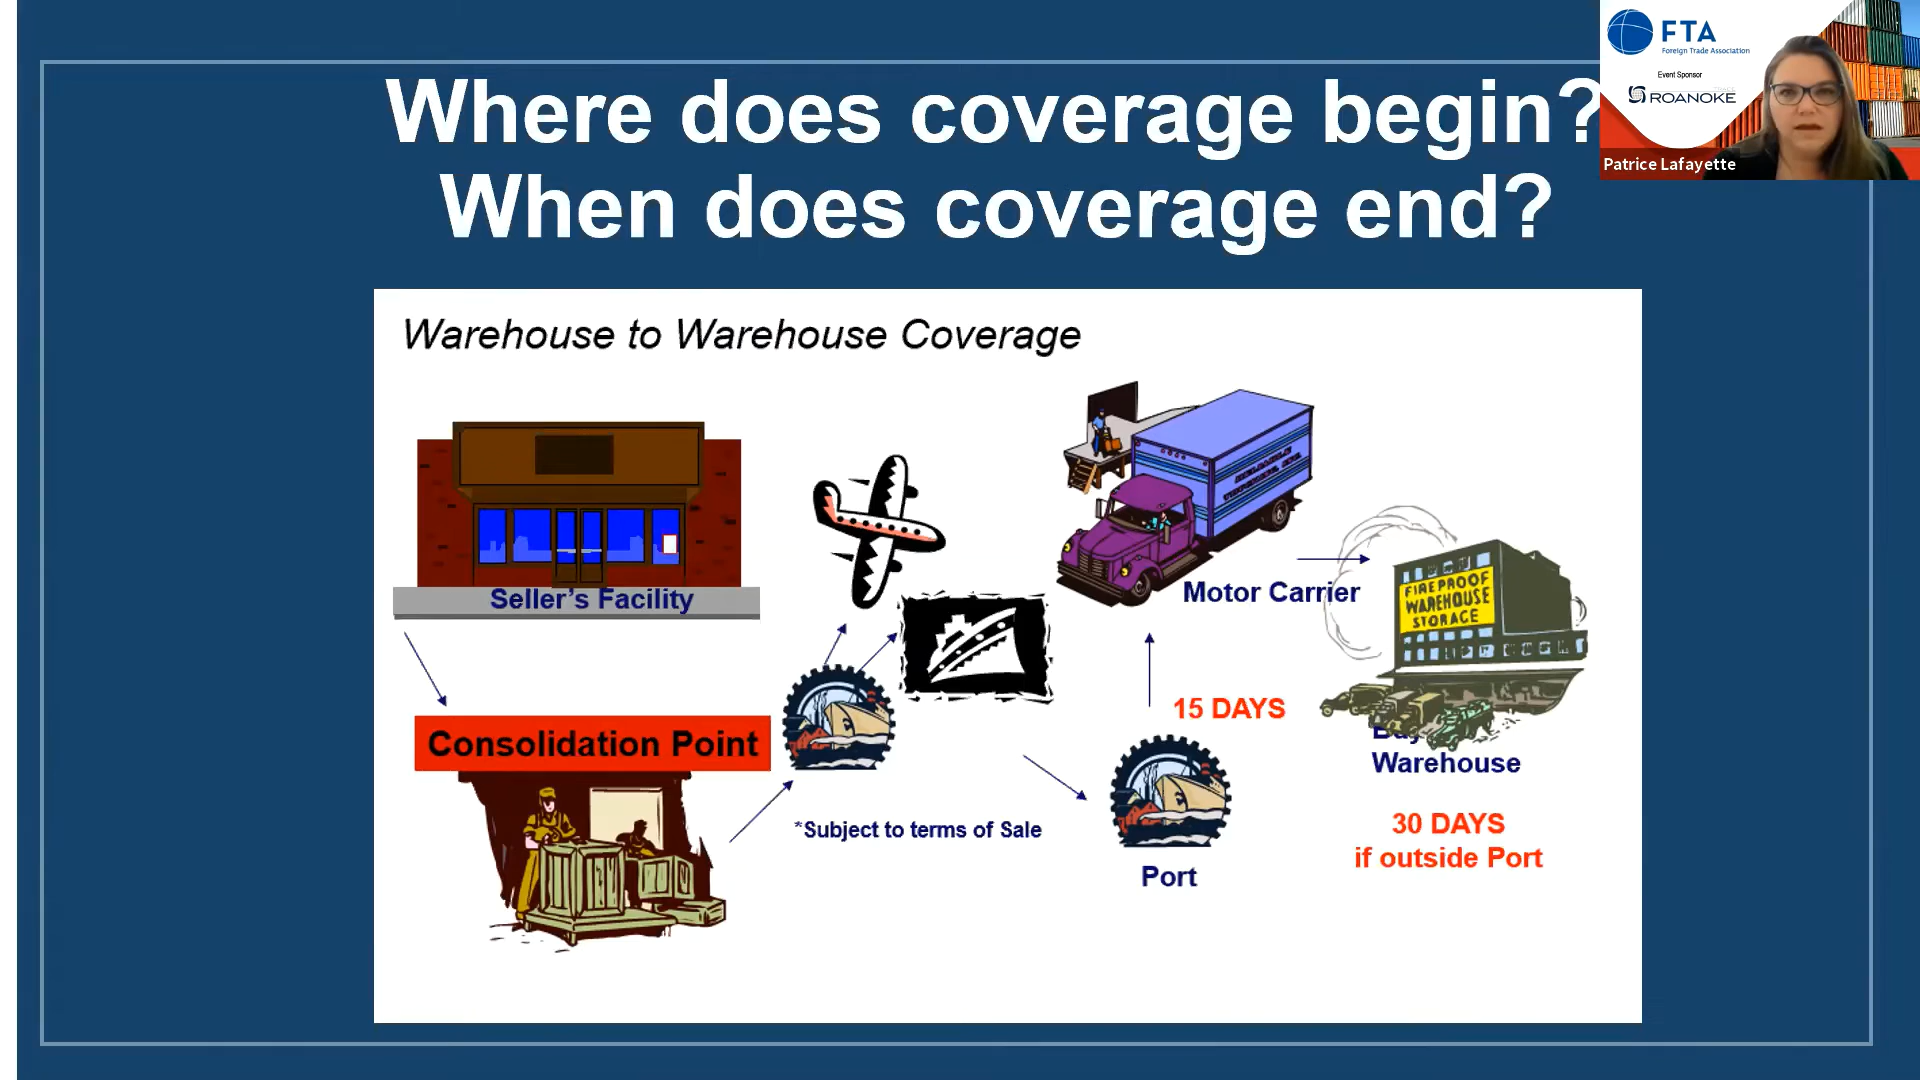 Where does coverage begin?
When does coverage end?
FTA
Foreign Trade Association
Event Sponsor
ROANOKE
Patrice Lafayette
Warehouse to Warehouse Coverage
Seller's Facility
Consolidation Point
*Subject to terms of Sale
Port
15 DAYS
Motor Carrier
FIREPROOF
WAREHOUSE
STORAGE
Warehouse
30 DAYS
if outside Port